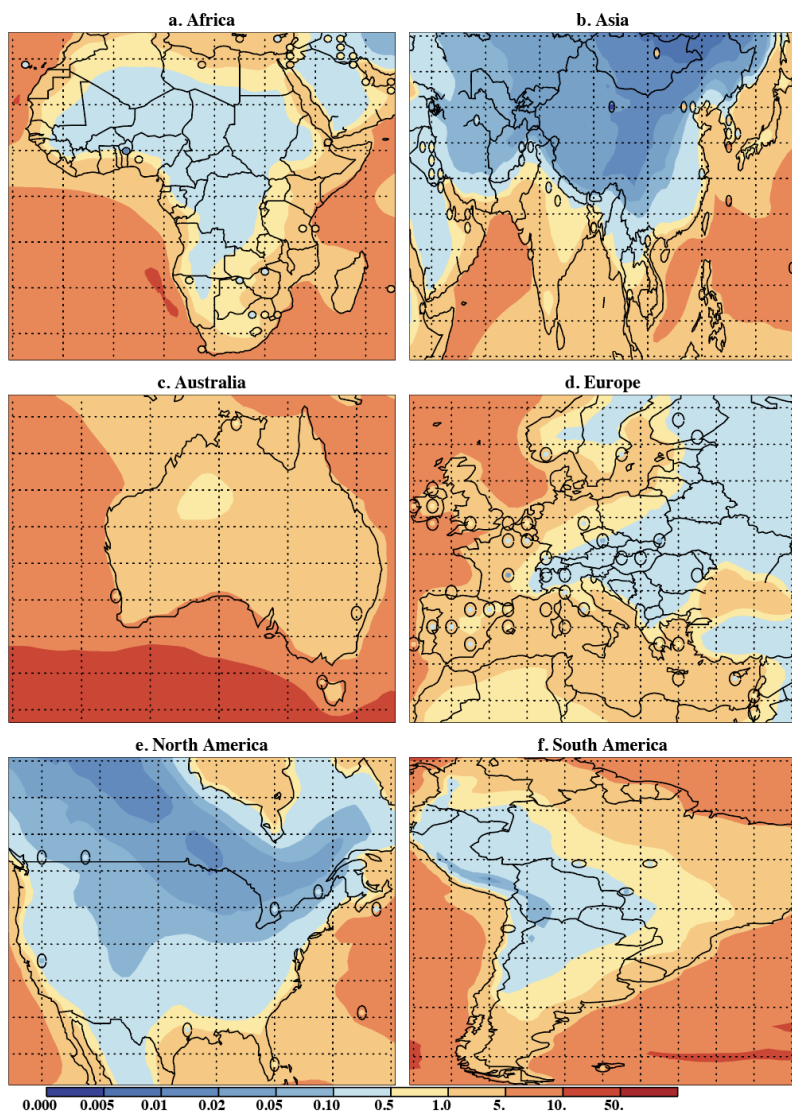 a. Africa
b. Asia
c. Australia
d. Europe
e. North America
f. South America
0.000 0.005 0.01 0.02 0.05 0.10 0.5 1.0 5. 10. 50.